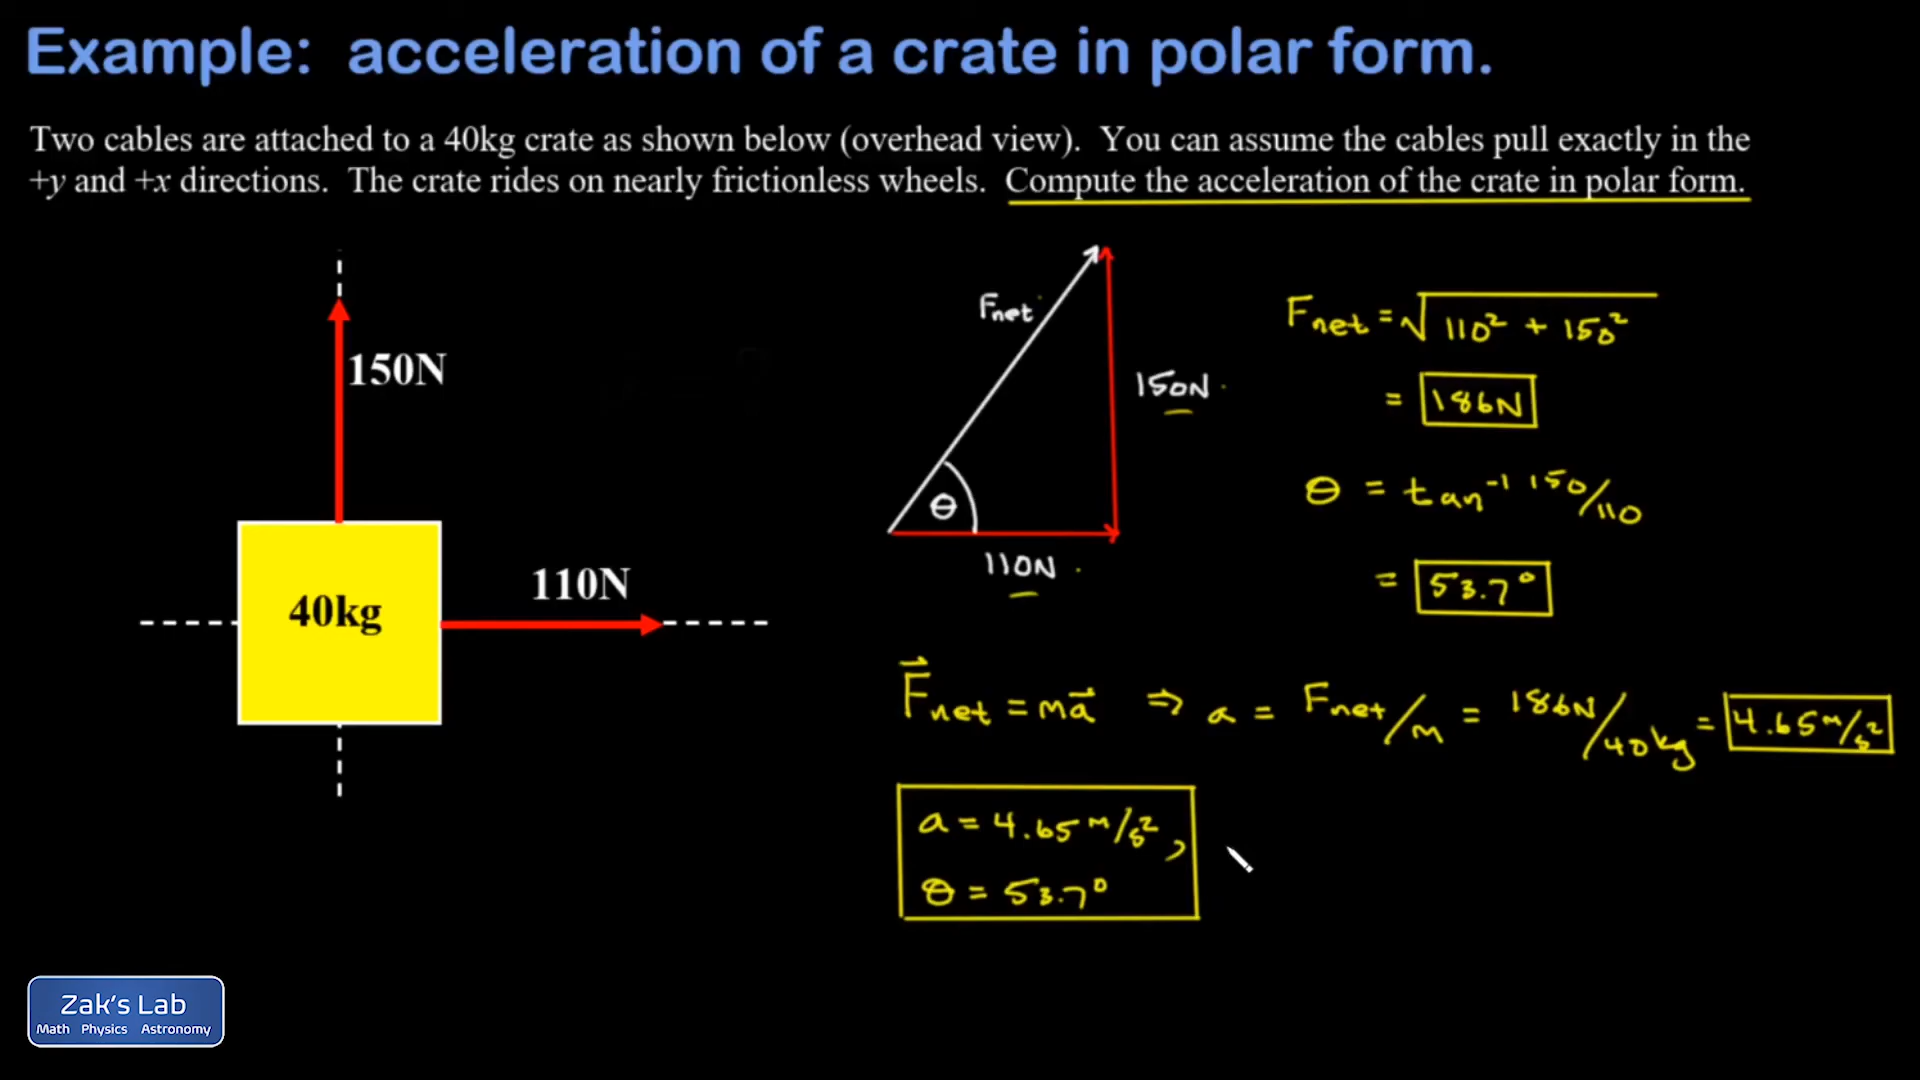 Example: acceleration of a crate in polar form.
Two cables are attached to a 40kg crate as shown below (overhead view). You can assume the cables pull exactly in the
+y and +x directions. The crate rides on nearly frictionless wheels. Compute the acceleration of the crate in polar form.
150N
40kg
110N
Fnet
150N
θ
110N
Fnet = √110² + 150²
= 186N
θ = tan⁻¹ 150/110
= 53.7°
F⃗net = ma⃗ ⇒ a = Fnet/m = 186N/40kg = 4.65 m/s²
a = 4.65 m/s²,
θ = 53.7°
Zak's Lab
Math Physics Astronomy